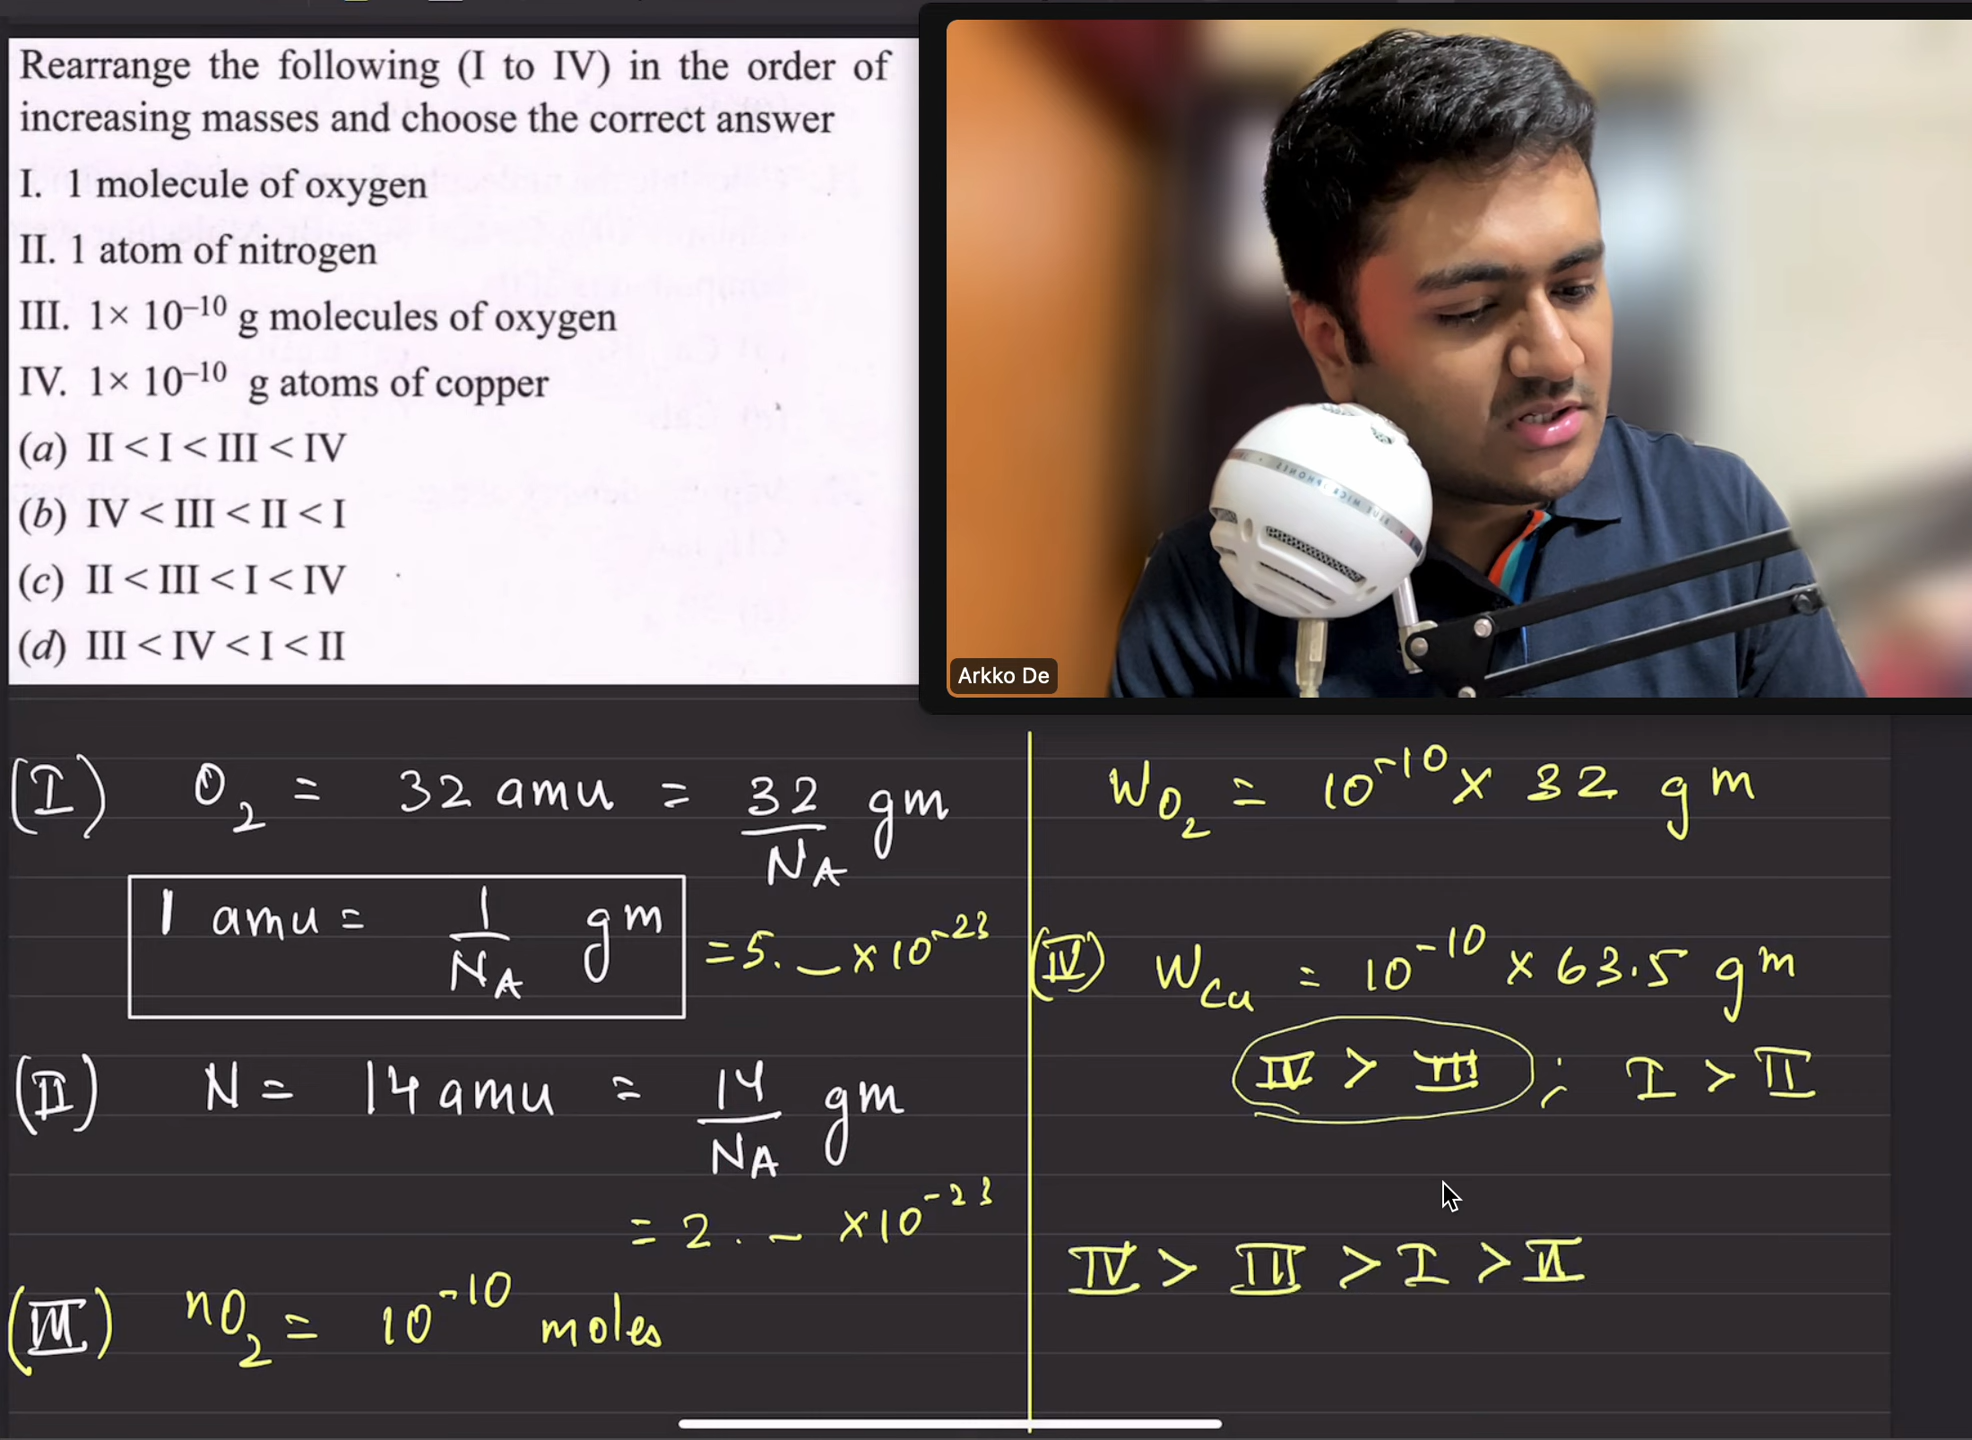 Rearrange the following (I to IV) in the order of
increasing masses and choose the correct answer
I. 1 molecule of oxygen
II. 1 atom of nitrogen
III. 1× 10⁻¹⁰ g molecules of oxygen
IV. 1× 10⁻¹⁰ g atoms of copper
(a) II < I < III < IV
(b) IV < III < II < I
(c) II < III < I < IV
(d) III < IV < I < II
Arkko De
(I) O₂ = 32 amu = 32/N_A gm
1 amu = 1/N_A gm
= 5. _ × 10⁻²³
(II) N = 14 amu = 14/N_A gm
= 2 . _ × 10⁻²³
(III) nO₂ = 10⁻¹⁰ moles
W_O₂ = 10⁻¹⁰ × 32 gm
(IV) W_Cu = 10⁻¹⁰ × 63.5 gm
IV > III ; I > II
IV > III > I > II